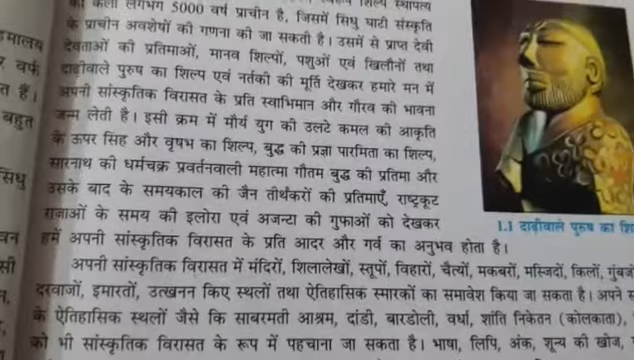 की कला लगभग 5000 वर्ष प्राचीन है, जिसमें सिंधु घाटी संस्कृति
के प्राचीन अवशेषों की गणना की जा सकती है। उसमें से प्राप्त देवी
देवताओं की प्रतिमाओं, मानव शिल्पों, पशुओं एवं खिलौनों तथा
दाढ़ीवाले पुरुष का शिल्प एवं नर्तकी की मूर्ति देखकर हमारे मन में
अपनी सांस्कृतिक विरासत के प्रति स्वाभिमान और गौरव की भावना
जन्म लेती है। इसी क्रम में मौर्य युग की उलटे कमल की आकृति
के ऊपर सिंह और वृषभ का शिल्प, बुद्ध की प्रज्ञा पारमिता का शिल्प,
सारनाथ की धर्मचक्र प्रवर्तनवाली महात्मा गौतम बुद्ध की प्रतिमा और
उसके बाद के समयकाल की जैन तीर्थंकरों की प्रतिमाएँ, राष्ट्रकूट
राजाओं के समय की इलोरा एवं अजन्टा की गुफाओं को देखकर
हमें अपनी सांस्कृतिक विरासत के प्रति आदर और गर्व का अनुभव होता है।
1.1 दाढ़ीवाले पुरुष का
अपनी सांस्कृतिक विरासत में मंदिरों, शिलालेखों, स्तूपों, विहारों, चैत्यों, मकबरों, मस्जिदों, किलों,
दरवाजों, इमारतों, उत्खनन किए स्थलों तथा ऐतिहासिक स्मारकों का समावेश किया जा सकता है। अपने
के ऐतिहासिक स्थलों जैसे कि साबरमती आश्रम, दांडी, बारडोली, वर्धा, शांति निकेतन (कोलकाता),
को भी सांस्कृतिक विरासत के रूप में पहचाना जा सकता है। भाषा, लिपि, अंक, शून्य की खोज,